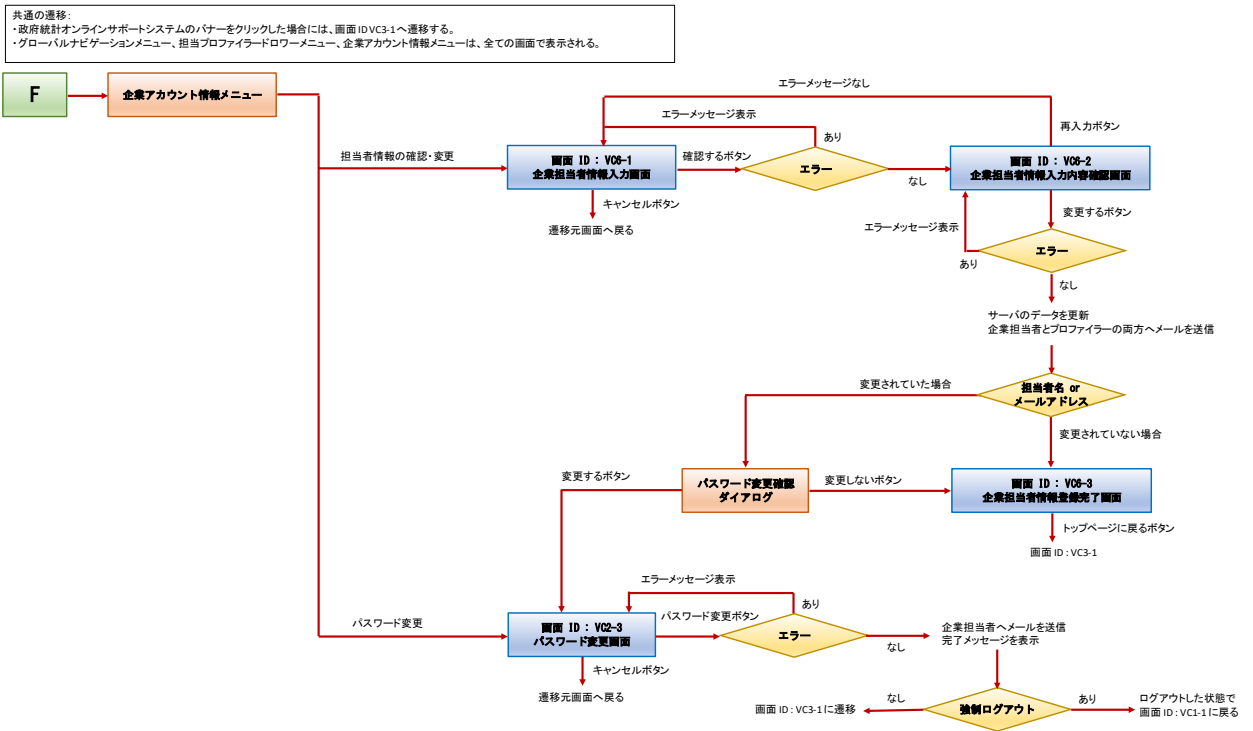 共通の遷移:
・政府統計オンラインサポートシステムのバナーをクリックした場合には、画面ID VC3-1へ遷移する。
・グローバルナビゲーションメニュー、担当プロファイラードロワーメニュー、企業アカウント情報メニューは、全ての画面で表示される。
F
企業アカウント情報メニュー
エラーメッセージなし
エラーメッセージ表示
あり
再入力ボタン
担当者情報の確認・変更
画面 ID : VC6-1
企業担当者情報入力画面
確認するボタン
エラー
なし
画面 ID : VC6-2
企業担当者情報入力内容確認画面
キャンセルボタン
遷移元画面へ戻る
変更するボタン
エラーメッセージ表示
エラー
あり
なし
サーバのデータを更新
企業担当者とプロファイラーの両方へメールを送信
変更されていた場合
担当者名 or
メールアドレス
変更されていない場合
変更するボタン
パスワード変更確認
ダイアログ
変更しないボタン
画面 ID : VC6-3
企業担当者情報登録完了画面
トップページに戻るボタン
画面 ID : VC3-1
エラーメッセージ表示
あり
パスワード変更
画面 ID : VC2-3
パスワード変更画面
パスワード変更ボタン
エラー
なし
企業担当者へメールを送信
完了メッセージを表示
キャンセルボタン
遷移元画面へ戻る
画面 ID : VC3-1に遷移
なし
強制ログアウト
あり
ログアウトした状態で
画面 ID : VC1-1に戻る